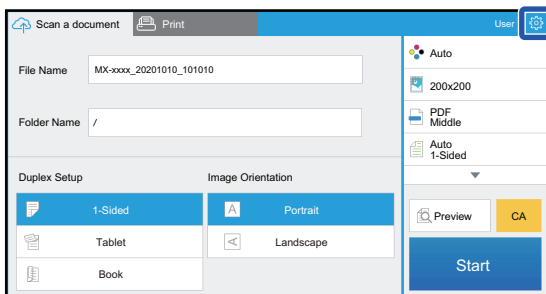 Scan a document
Print
User
File Name
MX-xxxx_20201010_101010
Folder Name
/
Duplex Setup
Image Orientation
1-Sided
A
Portrait
Tablet
A
Landscape
Book
Auto
200x200
PDF
Middle
Auto
1-Sided
Preview
CA
Start